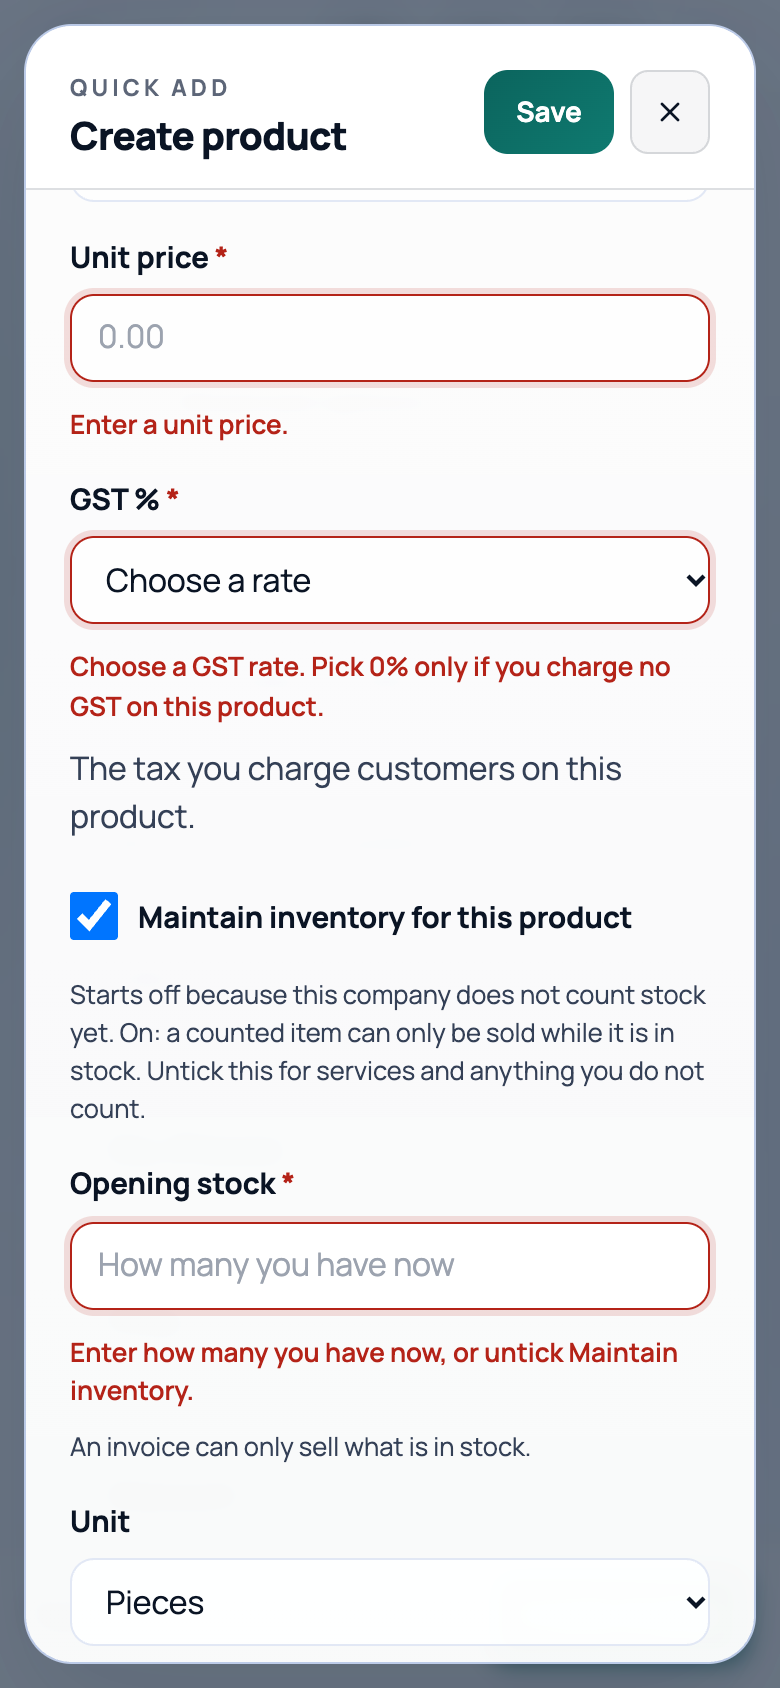 QUICK ADD
Create product
Save
Unit price *
0.00
Enter a unit price.
GST % *
Choose a rate
Choose a GST rate. Pick 0% only if you charge no
GST on this product.
The tax you charge customers on this
product.
Maintain inventory for this product
Starts off because this company does not count stock
yet. On: a counted item can only be sold while it is in
stock. Untick this for services and anything you do not
count.
Opening stock *
How many you have now
Enter how many you have now, or untick Maintain
inventory.
An invoice can only sell what is in stock.
Unit
Pieces